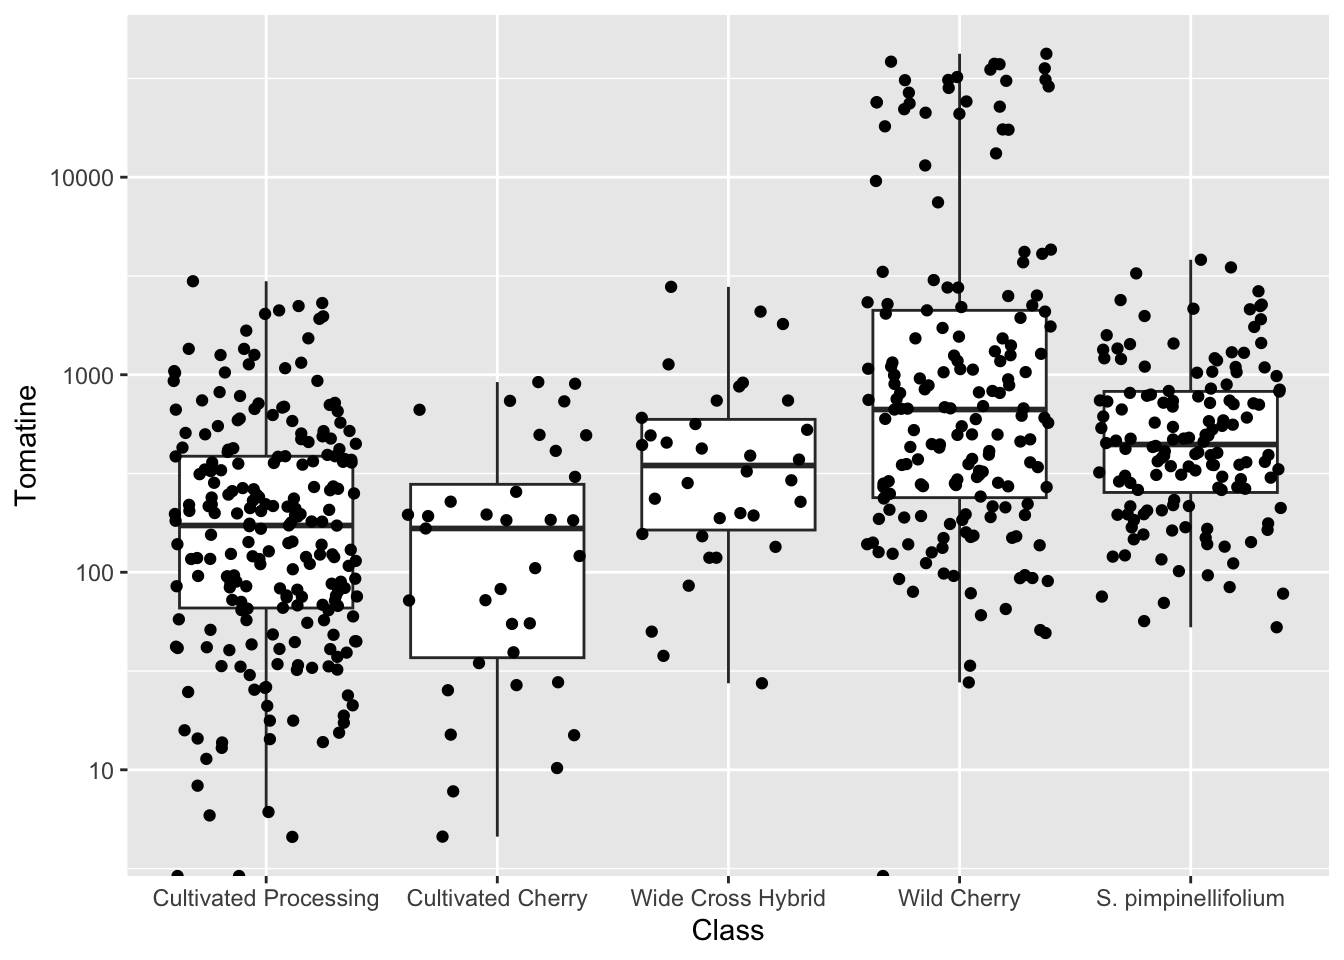 Tomatine
10000
1000
100
10
Cultivated Processing
Cultivated Cherry
Wide Cross Hybrid
Wild Cherry
S. pimpinellifolium
Class